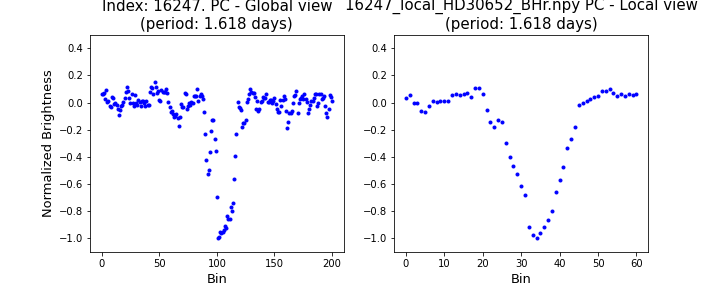 Index: 16247. PC - Global view
(period: 1.618 days)
16247_local_HD30652_BHr.npy PC - Local view
(period: 1.618 days)
Normalized Brightness
0.4
0.2
0.0
−0.2
−0.4
−0.6
−0.8
−1.0
0 50 100 150 200
Bin
0.4
0.2
0.0
−0.2
−0.4
−0.6
−0.8
−1.0
0 10 20 30 40 50 60
Bin